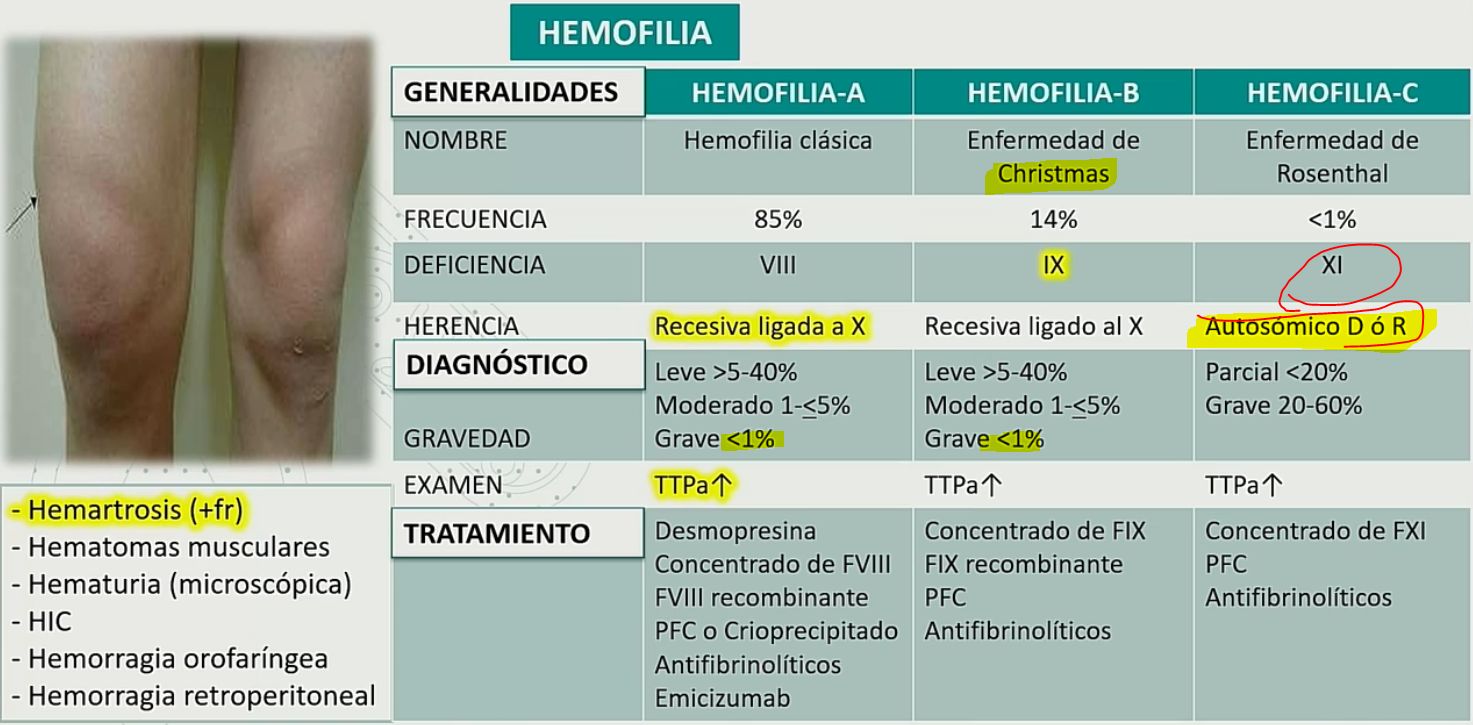 HEMOFILIA
GENERALIDADES HEMOFILIA-A HEMOFILIA-B HEMOFILIA-C
NOMBRE Hemofilia clásica Enfermedad de Christmas Enfermedad de Rosenthal
FRECUENCIA 85% 14% <1%
DEFICIENCIA VIII IX XI
HERENCIA Recesiva ligada a X Recesiva ligado al X Autosómico D ó R
DIAGNÓSTICO
GRAVEDAD
Leve >5-40%
Moderado 1-≤5%
Grave <1%
Leve >5-40%
Moderado 1-≤5%
Grave <1%
Parcial <20%
Grave 20-60%
EXAMEN TTPa↑ TTPa↑ TTPa↑
TRATAMIENTO
Desmopresina
Concentrado de FVIII
FVIII recombinante
PFC o Crioprecipitado
Antifibrinolíticos
Emicizumab
Concentrado de FIX
FIX recombinante
PFC
Antifibrinolíticos
Concentrado de FXI
PFC
Antifibrinolíticos
- Hemartrosis (+fr)
- Hematomas musculares
- Hematuria (microscópica)
- HIC
- Hemorragia orofaríngea
- Hemorragia retroperitoneal